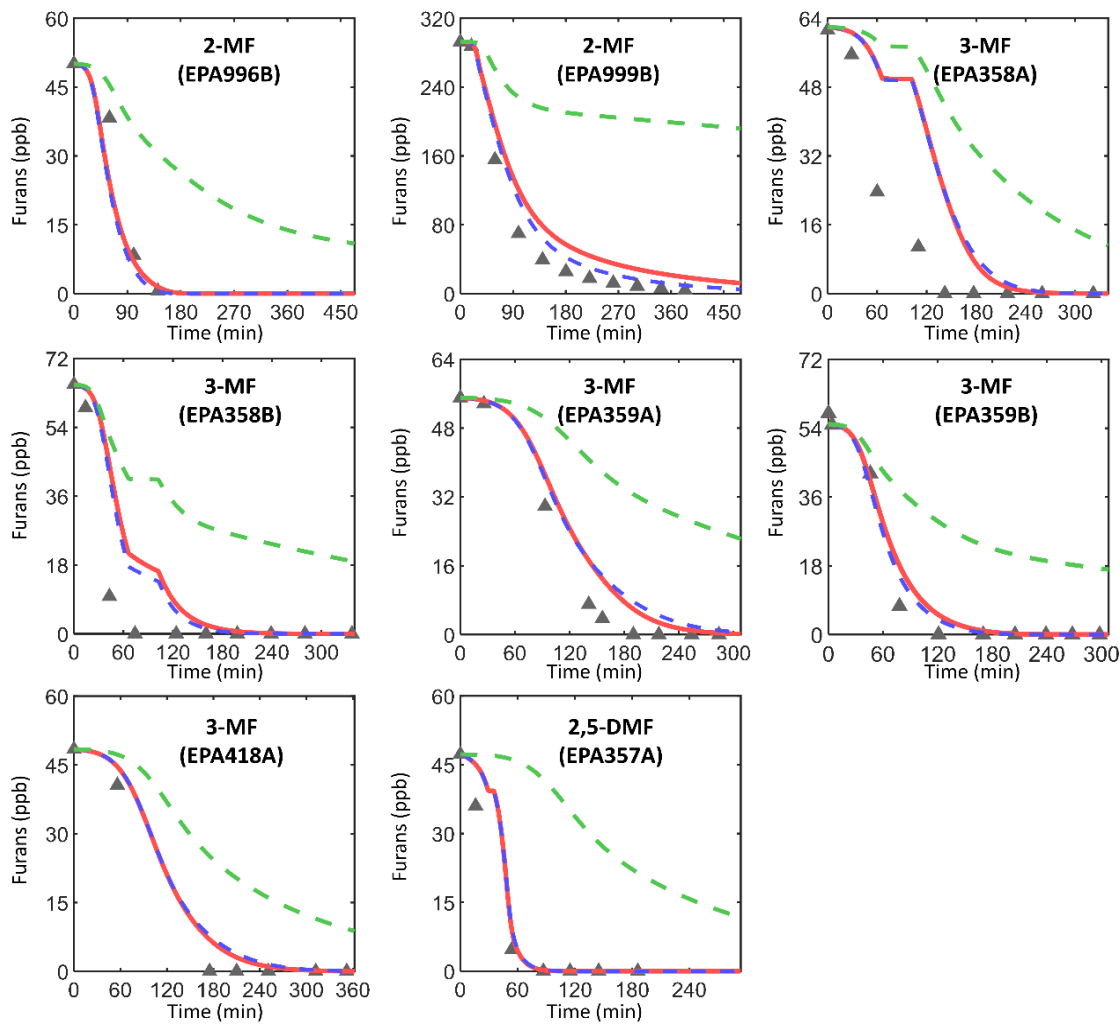 2-MF
(EPA996B)
Furans (ppb)
60
45
30
15
0
0 90 180 270 360 450
Time (min)
2-MF
(EPA999B)
Furans (ppb)
320
240
160
80
0
0 90 180 270 360 450
Time (min)
3-MF
(EPA358A)
Furans (ppb)
64
48
32
16
0
0 60 120 180 240 300
Time (min)
3-MF
(EPA358B)
Furans (ppb)
72
54
36
18
0
0 60 120 180 240 300
Time (min)
3-MF
(EPA359A)
Furans (ppb)
64
48
32
16
0
0 60 120 180 240 300
Time (min)
3-MF
(EPA359B)
Furans (ppb)
72
54
36
18
0
0 60 120 180 240 300
Time (min)
3-MF
(EPA418A)
Furans (ppb)
60
45
30
15
0
0 60 120 180 240 300 360
Time (min)
2,5-DMF
(EPA357A)
Furans (ppb)
60
45
30
15
0
0 60 120 180 240
Time (min)